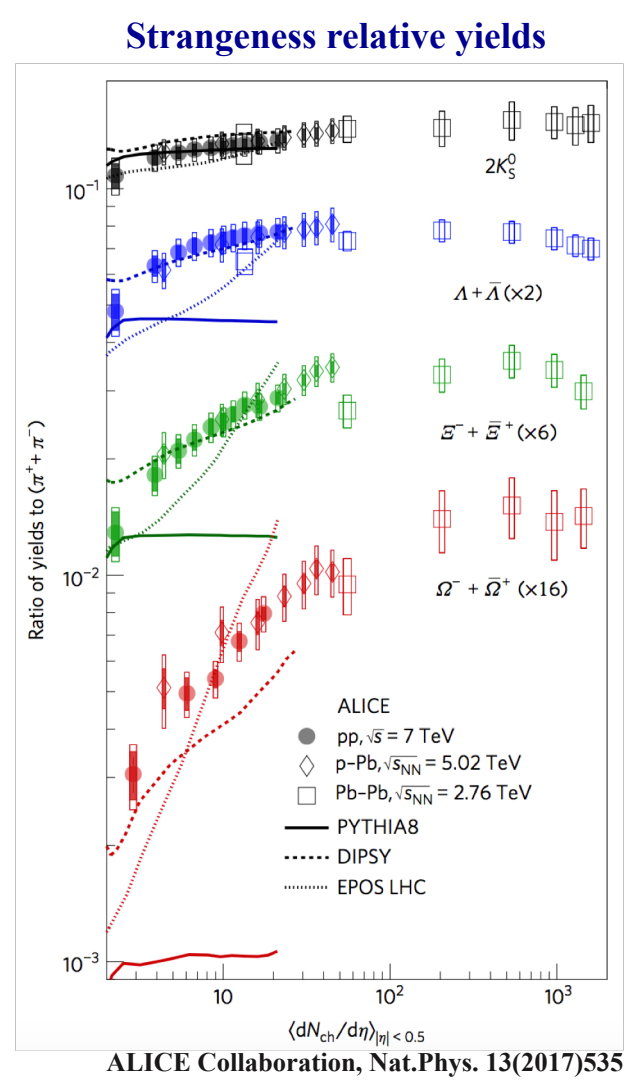 Strangeness relative yields
Ratio of yields to (π⁺+ π⁻)
10⁻¹
10⁻²
10⁻³
2K⁰_S
Λ + Λ̅ (×2)
Ξ⁻ + Ξ̅⁺ (×6)
Ω⁻ + Ω̅⁺ (×16)
ALICE
pp, √s = 7 TeV
p–Pb, √s_NN = 5.02 TeV
Pb–Pb, √s_NN = 2.76 TeV
PYTHIA8
DIPSY
EPOS LHC
10 10² 10³
⟨dN_ch/dη⟩_|η| < 0.5
ALICE Collaboration, Nat.Phys. 13(2017)535